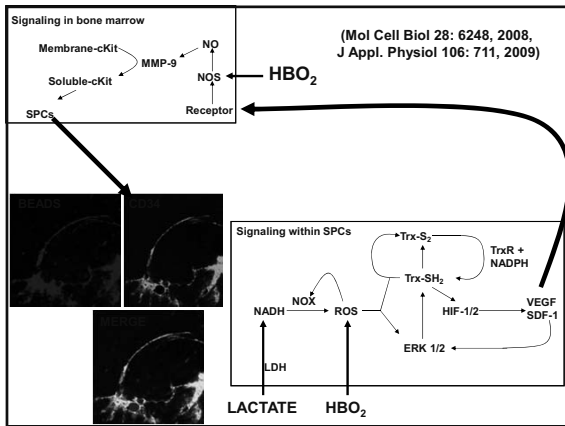 Signaling in bone marrow
(Mol Cell Biol 28: 6248, 2008,
J Appl. Physiol 106: 711, 2009)
Membrane-cKit
NO
MMP-9
NOS
HBO₂
Soluble-cKit
SPCs
Receptor
BEADS
CD34
MERGE
Signaling within SPCs
Trx-S₂
TrxR +
NADPH
Trx-SH₂
NOX
NADH
ROS
HIF-1/2
VEGF
SDF-1
ERK 1/2
LDH
LACTATE
HBO₂